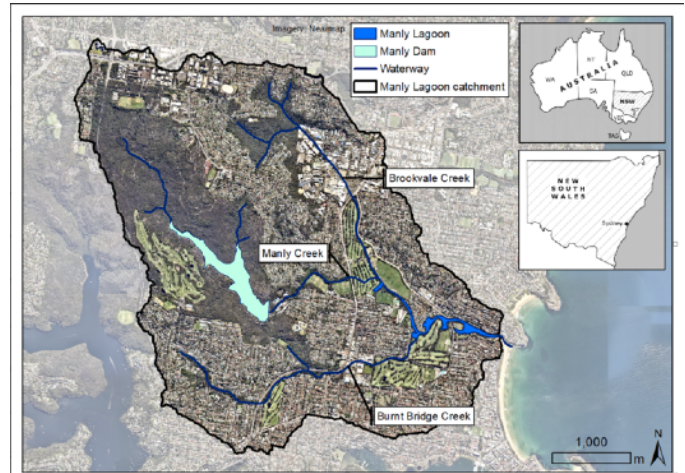 Imagery: Nearmap
Manly Lagoon
Manly Dam
Waterway
Manly Lagoon catchment
WA
NT
QLD
AUSTRALIA
SA
NSW
TAS
NEW
SOUTH
WALES
Sydney
Brookvale Creek
Manly Creek
Burnt Bridge Creek
1,000
m
N